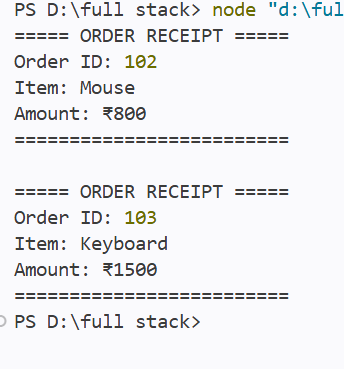 PS D:\full stack> node "d:\ful
===== ORDER RECEIPT =====
Order ID: 102
Item: Mouse
Amount: ₹800
=========================
===== ORDER RECEIPT =====
Order ID: 103
Item: Keyboard
Amount: ₹1500
=========================
PS D:\full stack>